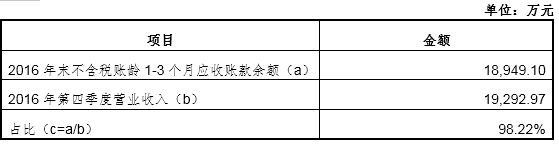 单位：万元
项目 金额
2016 年末不含税账龄 1-3 个月应收账款余额（a） 18,949.10
2016 年第四季度营业收入（b） 19,292.97
占比（c=a/b） 98.22%